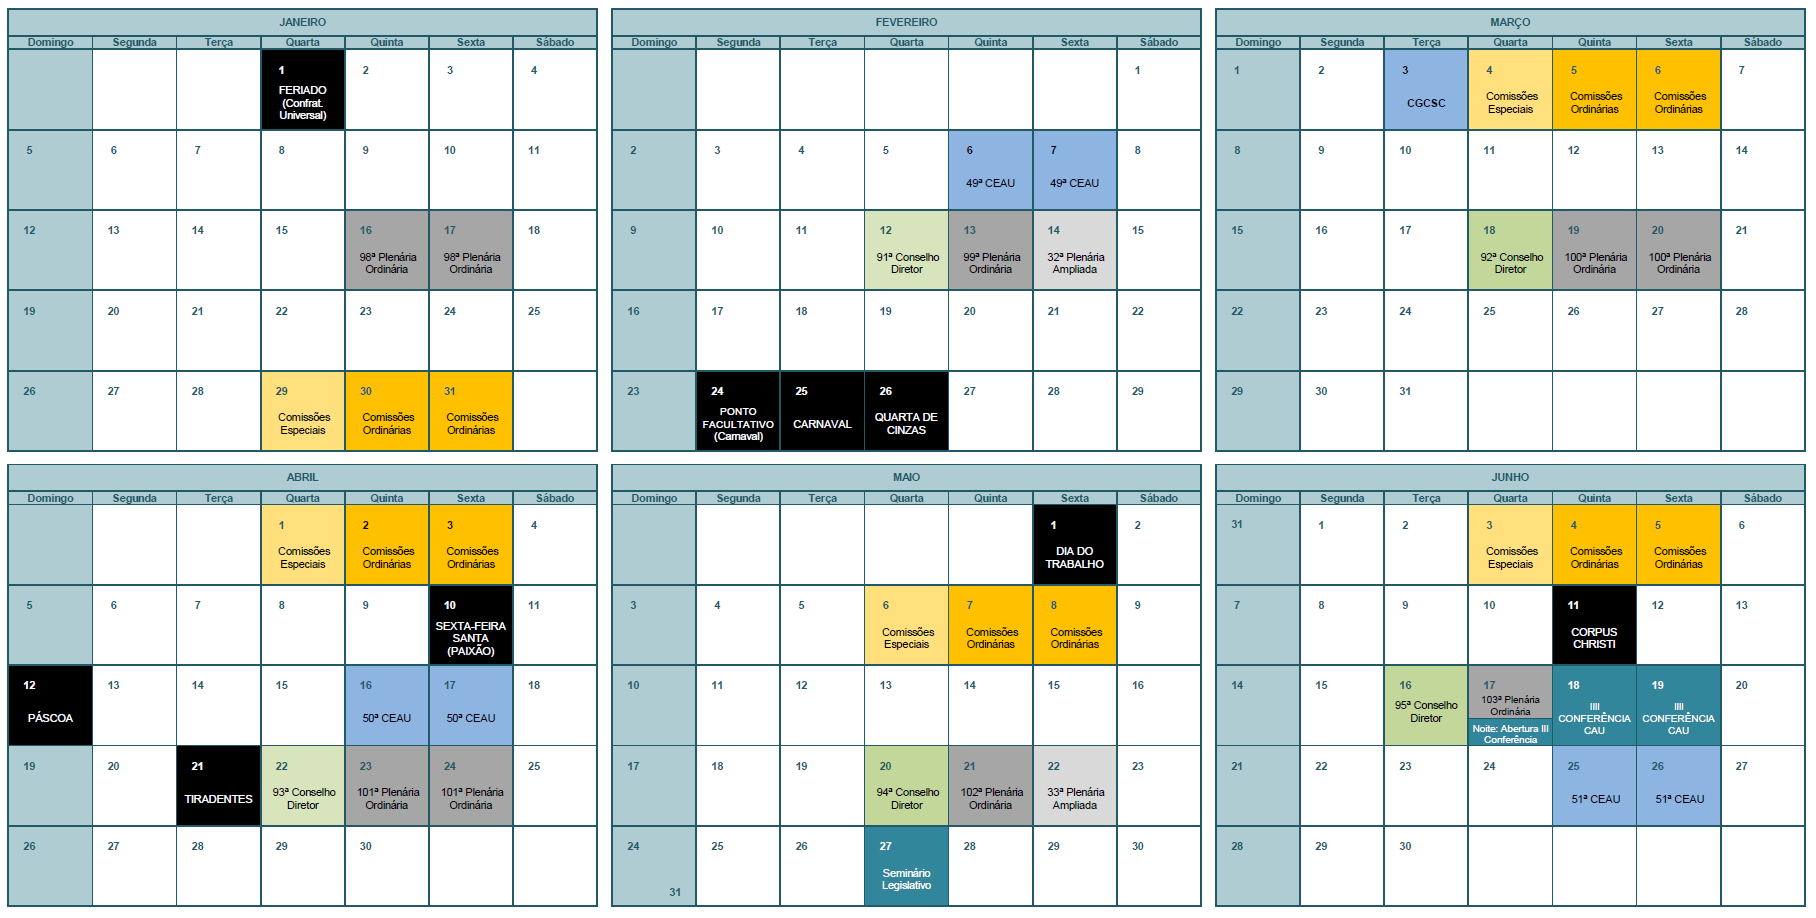 JANEIRO
Domingo Segunda Terça Quarta Quinta Sexta Sábado
1 2 3 4
FERIADO
(Confrat.
Universal)
5 6 7 8 9 10 11
12 13 14 15 16 17 18
98ª Plenária 98ª Plenária
Ordinária Ordinária
19 20 21 22 23 24 25
26 27 28 29 30 31
Comissões Comissões Comissões
Especiais Ordinárias Ordinárias
FEVEREIRO
Domingo Segunda Terça Quarta Quinta Sexta Sábado
1
2 3 4 5 6 7 8
49ª CEAU 49ª CEAU
9 10 11 12 13 14 15
91ª Conselho 99ª Plenária 32ª Plenária
Diretor Ordinária Ampliada
16 17 18 19 20 21 22
23 24 25 26 27 28 29
PONTO
FACULTATIVO CARNAVAL QUARTA DE
(Carnaval) CINZAS
MARÇO
Domingo Segunda Terça Quarta Quinta Sexta Sábado
1 2 3 4 5 6 7
CGCSC Comissões Comissões Comissões
Especiais Ordinárias Ordinárias
8 9 10 11 12 13 14
15 16 17 18 19 20 21
92ª Conselho 100ª Plenária 100ª Plenária
Diretor Ordinária Ordinária
22 23 24 25 26 27 28
29 30 31
ABRIL
Domingo Segunda Terça Quarta Quinta Sexta Sábado
1 2 3 4
Comissões Comissões Comissões
Especiais Ordinárias Ordinárias
5 6 7 8 9 10 11
SEXTA-FEIRA
SANTA
(PAIXÃO)
12 13 14 15 16 17 18
PÁSCOA 50ª CEAU 50ª CEAU
19 20 21 22 23 24 25
TIRADENTES 93ª Conselho 101ª Plenária 101ª Plenária
Diretor Ordinária Ordinária
26 27 28 29 30
MAIO
Domingo Segunda Terça Quarta Quinta Sexta Sábado
1 2
DIA DO
TRABALHO
3 4 5 6 7 8 9
Comissões Comissões Comissões
Especiais Ordinárias Ordinárias
10 11 12 13 14 15 16
17 18 19 20 21 22 23
94ª Conselho 102ª Plenária 33ª Plenária
Diretor Ordinária Ampliada
24 25 26 27 28 29 30
Seminário
Legislativo
31
JUNHO
Domingo Segunda Terça Quarta Quinta Sexta Sábado
31 1 2 3 4 5 6
Comissões Comissões Comissões
Especiais Ordinárias Ordinárias
7 8 9 10 11 12 13
CORPUS
CHRISTI
14 15 16 17 18 19 20
95ª Conselho 103ª Plenária IIII IIII
Diretor Ordinária CONFERÊNCIA CONFERÊNCIA
Noite: Abertura III CAU CAU
Conferência
21 22 23 24 25 26 27
51ª CEAU 51ª CEAU
28 29 30